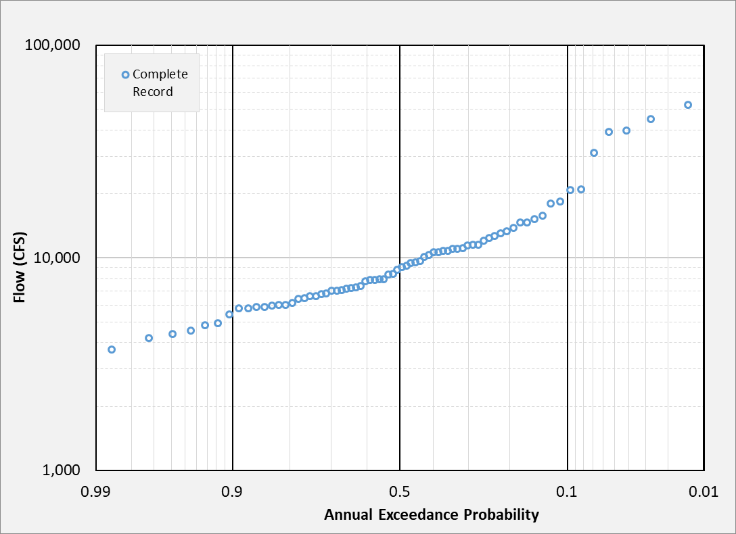 100,000
Complete
Record
Flow (CFS)
10,000
1,000
0.99
0.9
0.5
0.1
0.01
Annual Exceedance Probability